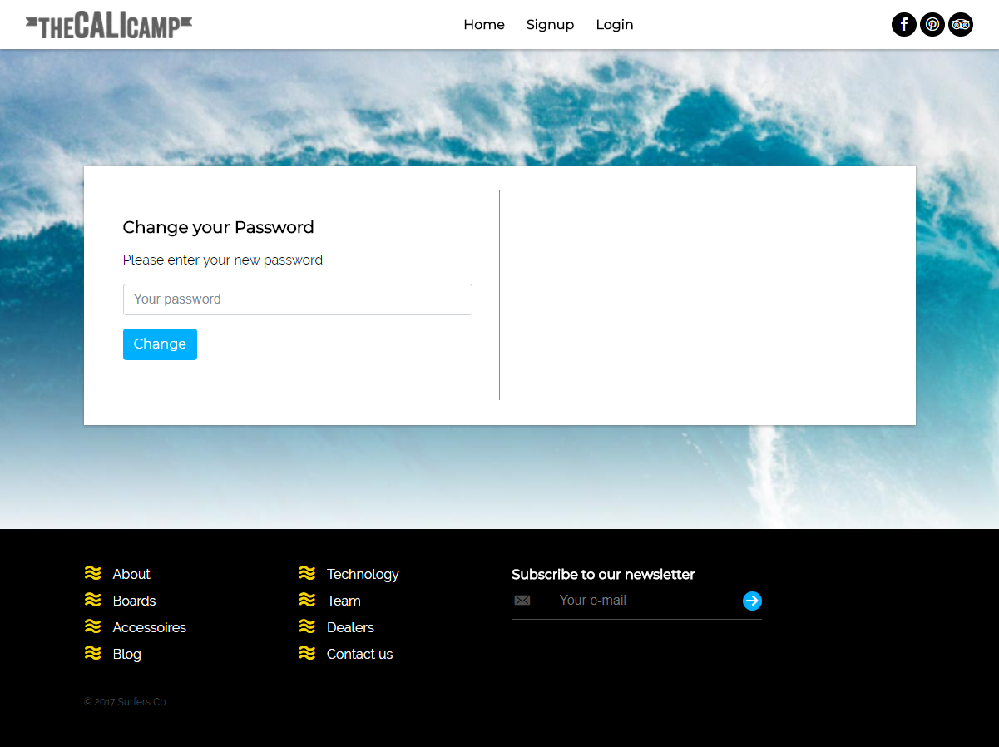 THECALICAMP
Home Signup Login
Change your Password
Please enter your new password
Your password
Change
About
Boards
Accessoires
Blog
Technology
Team
Dealers
Contact us
Subscribe to our newsletter
Your e-mail
© 2017 Surfers Co.